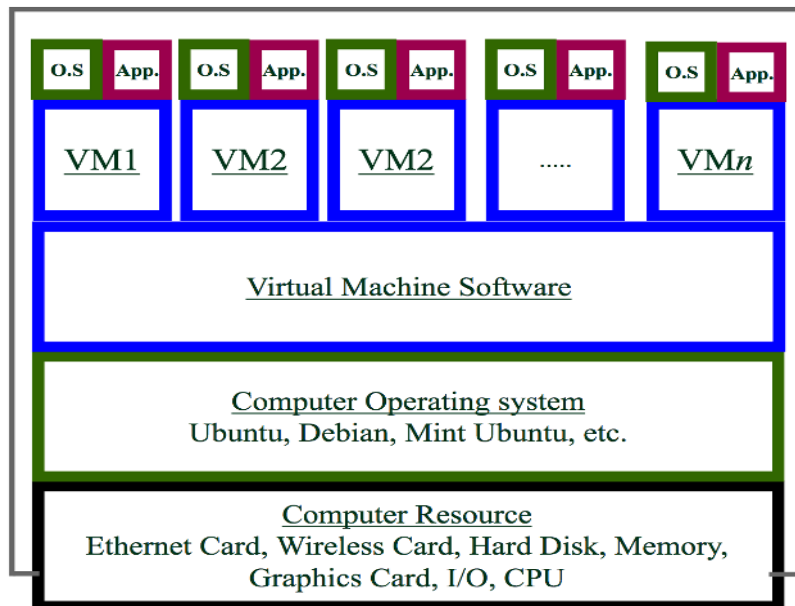 O.S App. O.S App. O.S App. O.S App. O.S App.
VM1 VM2 VM2 ..... VMn
Virtual Machine Software
Computer Operating system
Ubuntu, Debian, Mint Ubuntu, etc.
Computer Resource
Ethernet Card, Wireless Card, Hard Disk, Memory,
Graphics Card, I/O, CPU